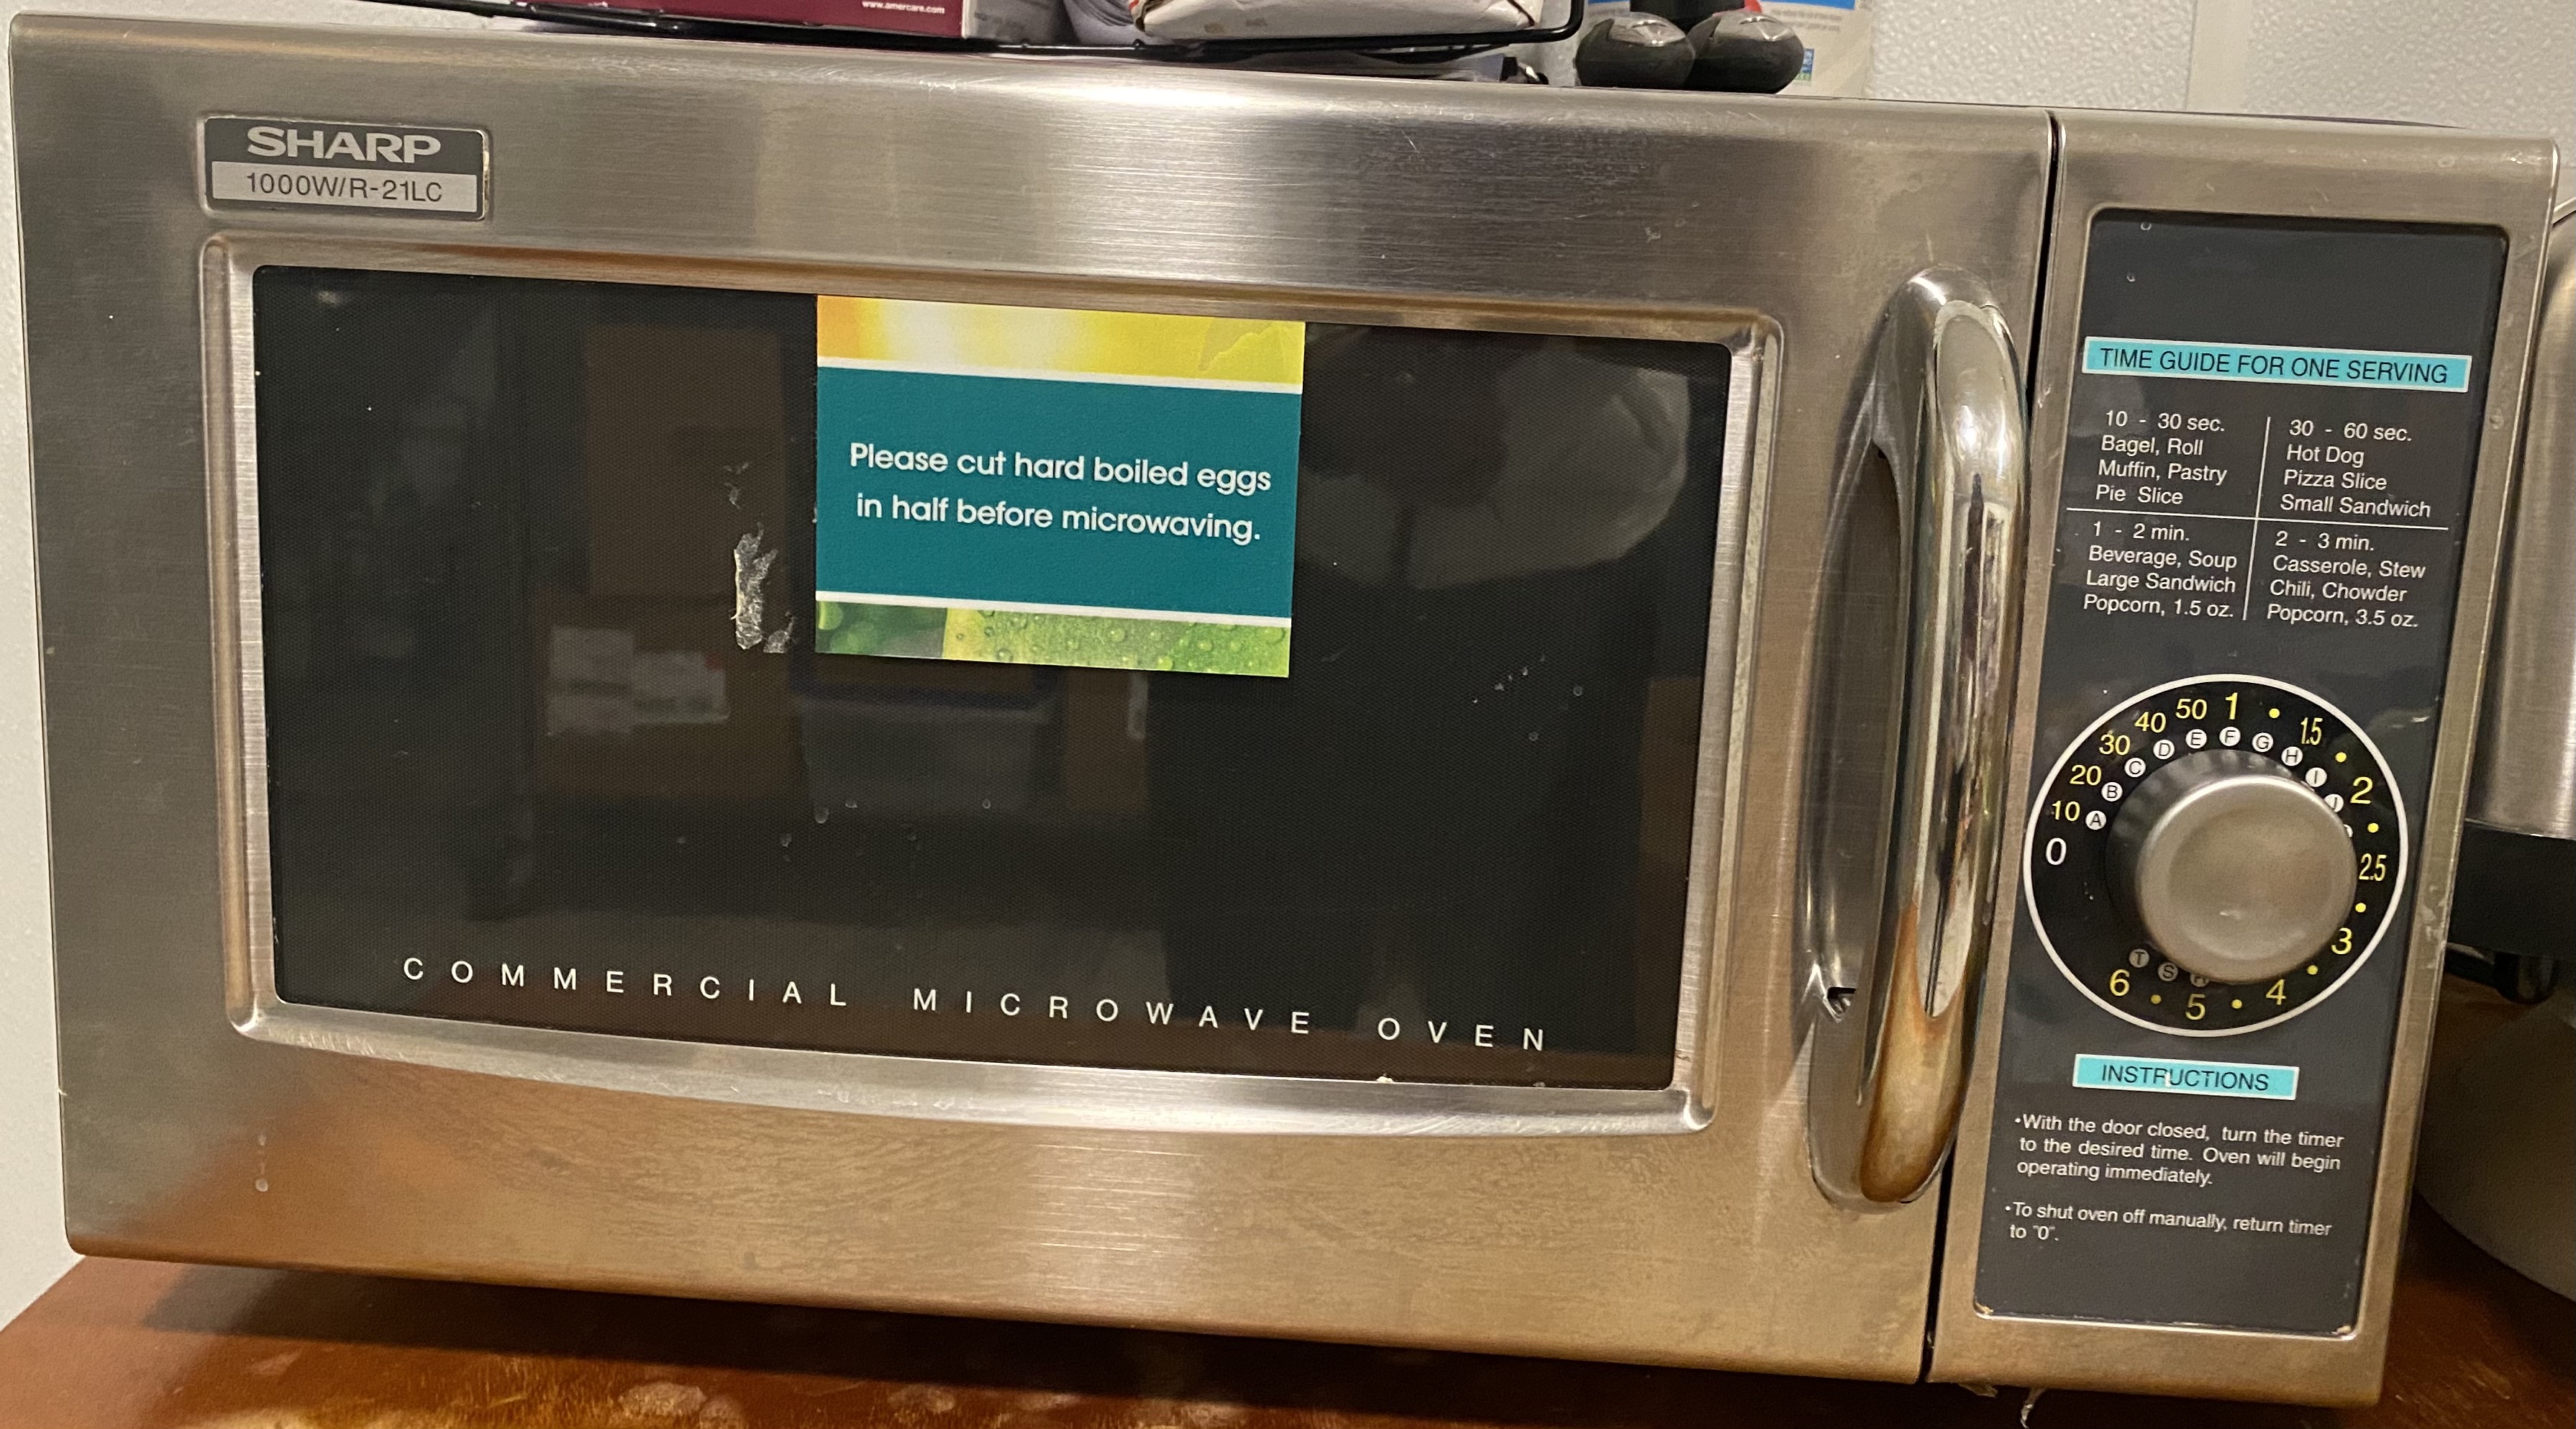 www.amercare.com
SHARP
1000W/R-21LC
Please cut hard boiled eggs
in half before microwaving.
COMMERCIAL MICROWAVE OVEN
TIME GUIDE FOR ONE SERVING
10 - 30 sec.
Bagel, Roll
Muffin, Pastry
Pie Slice
30 - 60 sec.
Hot Dog
Pizza Slice
Small Sandwich
1 - 2 min.
Beverage, Soup
Large Sandwich
Popcorn, 1.5 oz.
2 - 3 min.
Casserole, Stew
Chili, Chowder
Popcorn, 3.5 oz.
0 10 20 30 40 50 1 • 1.5 • 2 • 2.5 • 3 • 4 • 5 • 6
A B C D E F G H I J S T
INSTRUCTIONS
•With the door closed, turn the timer
to the desired time. Oven will begin
operating immediately.
•To shut oven off manually, return timer
to "0".